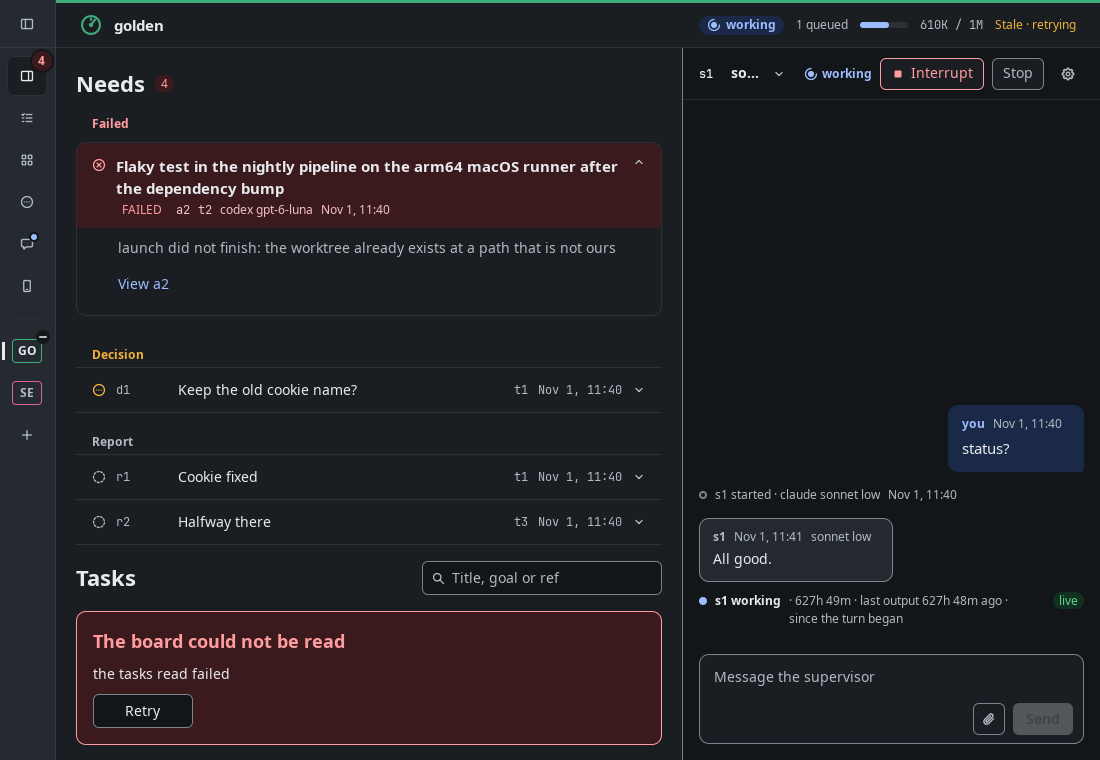 golden
working
1 queued
610K / 1M
Stale · retrying
4
GO
SE
Needs 4
Failed
Flaky test in the nightly pipeline on the arm64 macOS runner after
the dependency bump
FAILED a2 t2 codex gpt-6-luna Nov 1, 11:40
launch did not finish: the worktree already exists at a path that is not ours
View a2
Decision
d1 Keep the old cookie name? t1 Nov 1, 11:40
Report
r1 Cookie fixed t1 Nov 1, 11:40
r2 Halfway there t3 Nov 1, 11:40
Tasks
Title, goal or ref
The board could not be read
the tasks read failed
Retry
s1 so... working Interrupt Stop
you Nov 1, 11:40
status?
s1 started · claude sonnet low Nov 1, 11:40
s1 Nov 1, 11:41 sonnet low
All good.
s1 working · 627h 49m · last output 627h 48m ago · live
since the turn began
Message the supervisor
Send